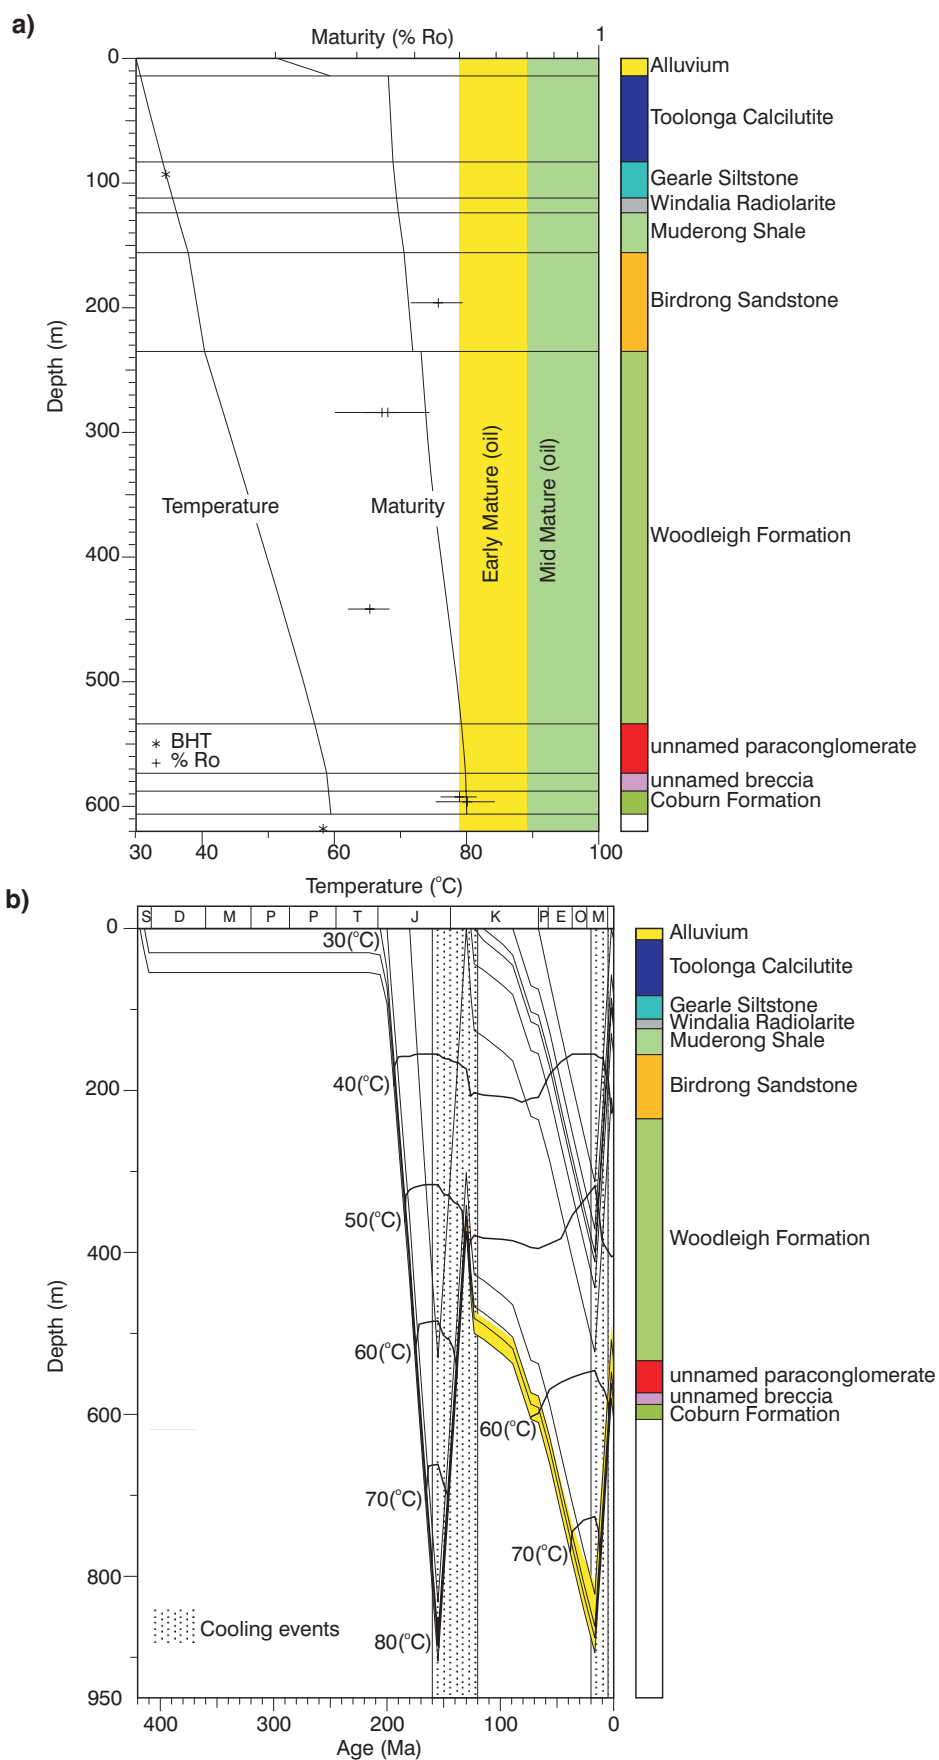 a)
Maturity (% Ro)
1
0
100
200
300
400
500
600
Depth (m)
Alluvium
Toolonga Calcilutite
Gearle Siltstone
Windalia Radiolarite
Muderong Shale
Birdrong Sandstone
Woodleigh Formation
unnamed paraconglomerate
unnamed breccia
Coburn Formation
Temperature
Maturity
Early Mature (oil)
Mid Mature (oil)
* BHT
+ % Ro
30 40 60 80 100
Temperature (°C)
b)
S D M P P T J K P E O M
0
200
400
600
800
950
Depth (m)
30(°C)
40(°C)
50(°C)
60(°C)
70(°C)
80(°C)
60(°C)
70(°C)
Cooling events
Alluvium
Toolonga Calcilutite
Gearle Siltstone
Windalia Radiolarite
Muderong Shale
Birdrong Sandstone
Woodleigh Formation
unnamed paraconglomerate
unnamed breccia
Coburn Formation
400 300 200 100 0
Age (Ma)